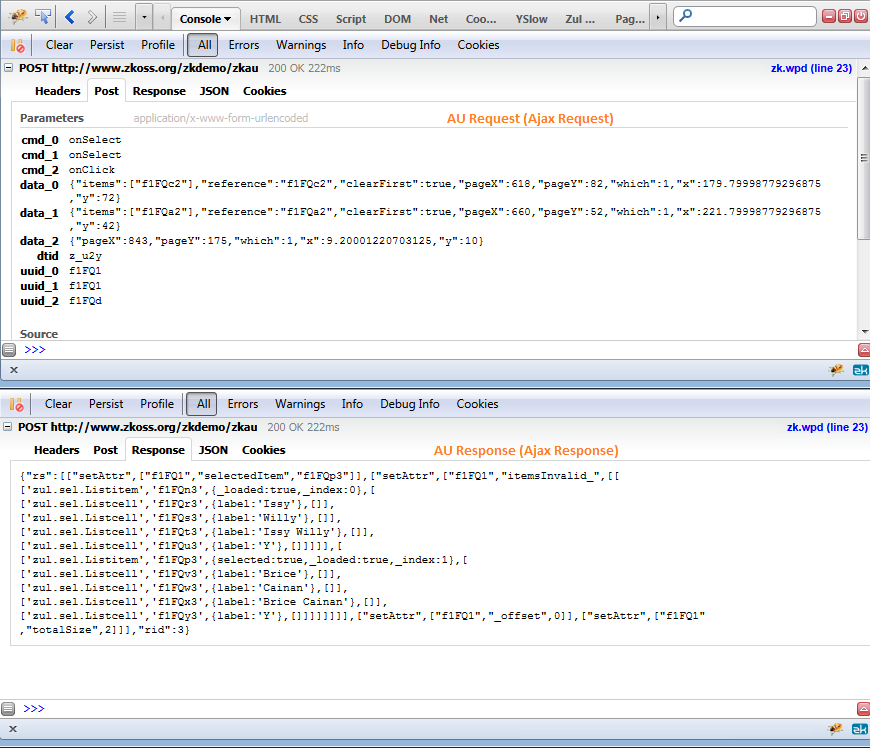 Console HTML CSS Script DOM Net Coo... YSlow Zul ... Pag...
Clear Persist Profile All Errors Warnings Info Debug Info Cookies
POST http://www.zkoss.org/zkdemo/zkau 200 OK 222ms zk.wpd (line 23)
Headers Post Response JSON Cookies
Parameters application/x-www-form-urlencoded AU Request (Ajax Request)
cmd_0 onSelect
cmd_1 onSelect
cmd_2 onClick
data_0 {"items":["f1FQc2"],"reference":"f1FQc2","clearFirst":true,"pageX":618,"pageY":82,"which":1,"x":179.79998779296875
,"y":72}
data_1 {"items":["f1FQa2"],"reference":"f1FQa2","clearFirst":true,"pageX":660,"pageY":52,"which":1,"x":221.79998779296875
,"y":42}
data_2 {"pageX":843,"pageY":175,"which":1,"x":9.20001220703125,"y":10}
dtid z_u2y
uuid_0 f1FQ1
uuid_1 f1FQ1
uuid_2 f1FQd
Source
>>>
zk
Clear Persist Profile All Errors Warnings Info Debug Info Cookies
POST http://www.zkoss.org/zkdemo/zkau 200 OK 222ms zk.wpd (line 23)
Headers Post Response JSON Cookies AU Response (Ajax Response)
{"rs":[["setAttr",["f1FQ1","selectedItem","f1FQp3"]],["setAttr",["f1FQ1","itemsInvalid_",[[
['zul.sel.Listitem','f1FQn3',{_loaded:true,_index:0},[
['zul.sel.Listcell','f1FQr3',{label:'Issy'},[]],
['zul.sel.Listcell','f1FQs3',{label:'Willy'},[]],
['zul.sel.Listcell','f1FQt3',{label:'Issy Willy'},[]],
['zul.sel.Listcell','f1FQu3',{label:'Y'},[]]]]],[
['zul.sel.Listitem','f1FQp3',{selected:true,_loaded:true,_index:1},[
['zul.sel.Listcell','f1FQv3',{label:'Brice'},[]],
['zul.sel.Listcell','f1FQw3',{label:'Cainan'},[]],
['zul.sel.Listcell','f1FQx3',{label:'Brice Cainan'},[]],
['zul.sel.Listcell','f1FQy3',{label:'Y'},[]]]]]]]],["setAttr",["f1FQ1","_offset",0]],["setAttr",["f1FQ1"
,"totalSize",2]]],"rid":3}
>>>
zk